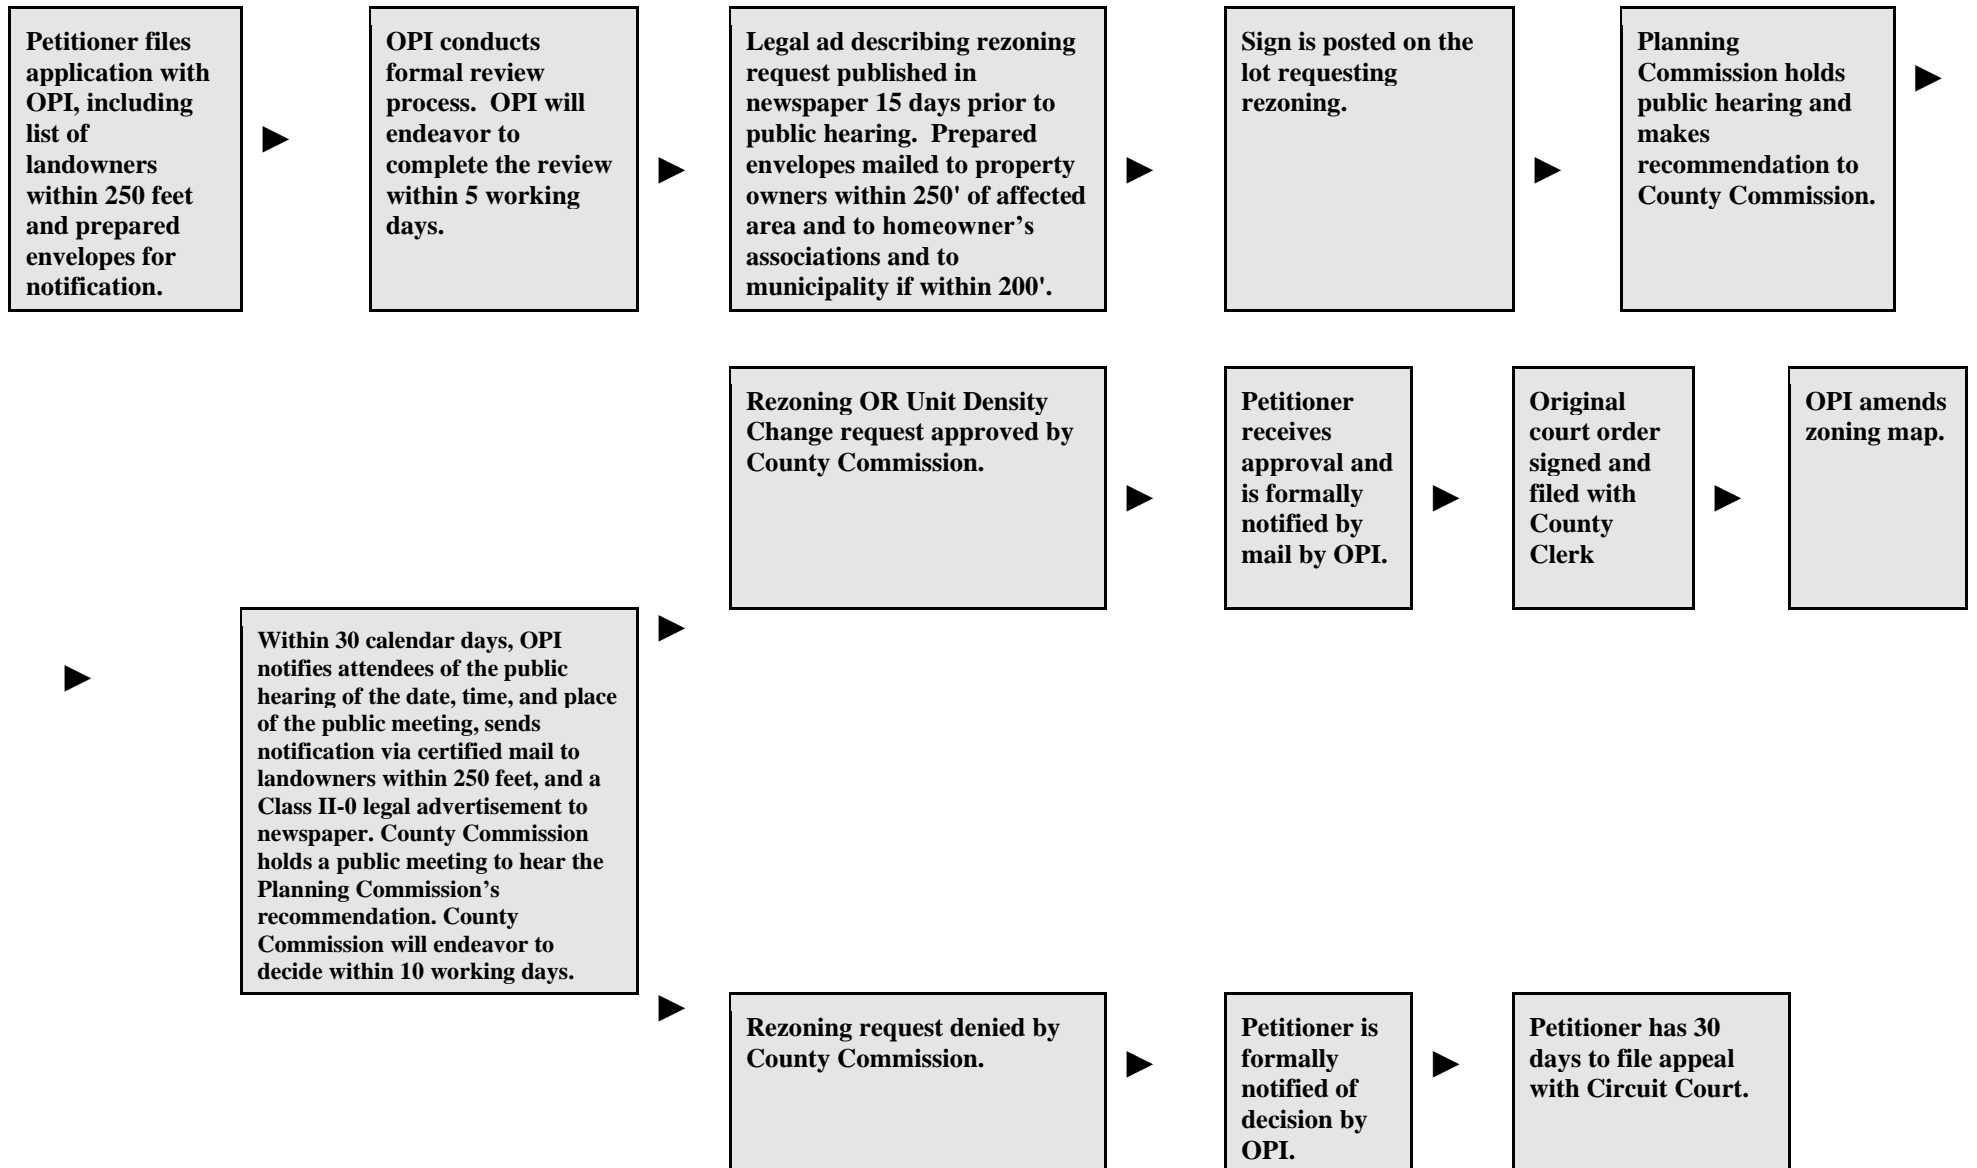 Petitioner files
application with
OPI, including
list of
landowners
within 250 feet
and prepared
envelopes for
notification.
►
OPI conducts
formal review
process.  OPI will
endeavor to
complete the review
within 5 working
days.
►
Legal ad describing rezoning
request published in
newspaper 15 days prior to
public hearing.  Prepared
envelopes mailed to property
owners within 250' of affected
area and to homeowner’s
associations and to
municipality if within 200'.
►
Sign is posted on the
lot requesting
rezoning.
►
Planning
Commission holds
public hearing and
makes
recommendation to
County Commission.
►
►
Within 30 calendar days, OPI
notifies attendees of the public
hearing of the date, time, and place
of the public meeting, sends
notification via certified mail to
landowners within 250 feet, and a
Class II-0 legal advertisement to
newspaper. County Commission
holds a public meeting to hear the
Planning Commission’s
recommendation. County
Commission will endeavor to
decide within 10 working days.
►
Rezoning OR Unit Density
Change request approved by
County Commission.
►
Petitioner
receives
approval and
is formally
notified by
mail by OPI.
►
Original
court order
signed and
filed with
County
Clerk
►
OPI amends
zoning map.
►
Rezoning request denied by
County Commission.
►
Petitioner is
formally
notified of
decision by
OPI.
►
Petitioner has 30
days to file appeal
with Circuit Court.